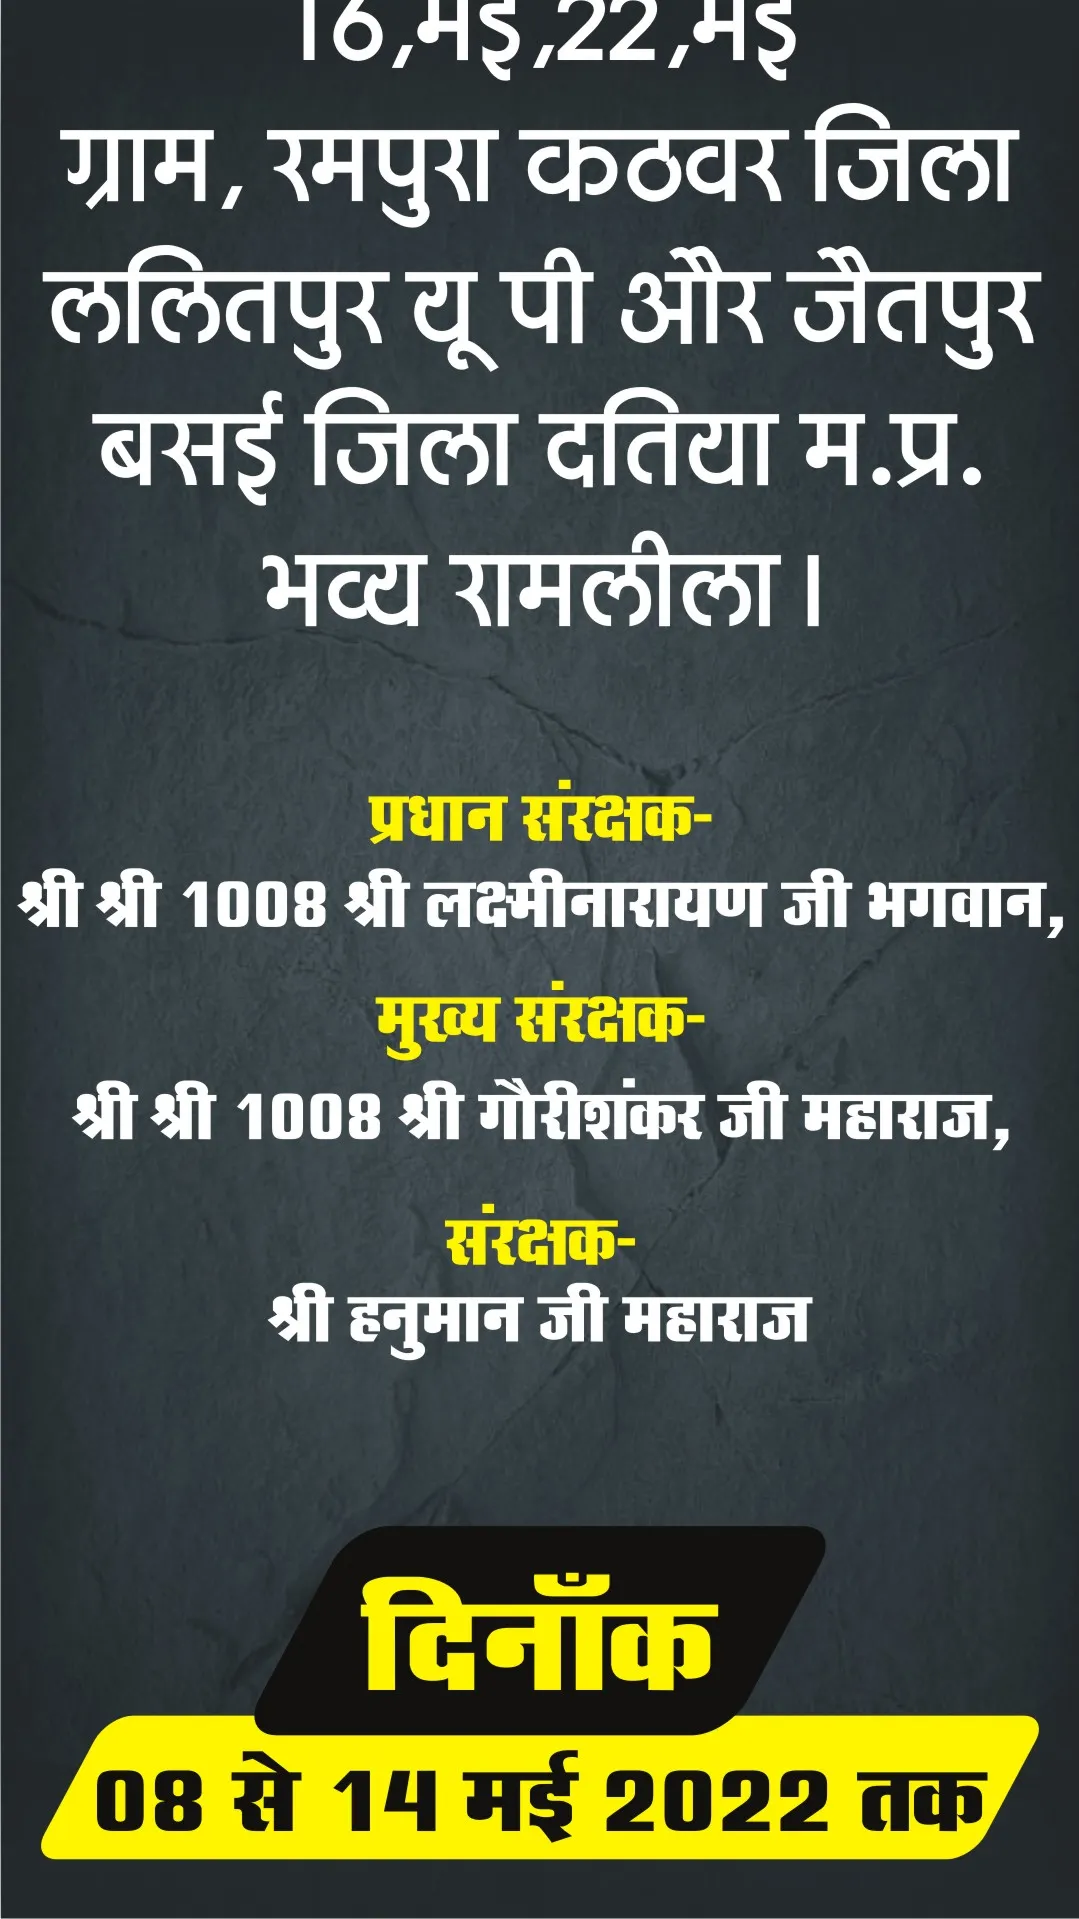 16,मई,22,मई
ग्राम, रमपुरा कठवर जिला
ललितपुर यू पी और जैतपुर
बसई जिला दतिया म.प्र.
भव्य रामलीला।
प्रधान संरक्षक-
श्री श्री 1008 श्री लक्ष्मीनारायण जी भगवान,
मुख्य संरक्षक-
श्री श्री 1008 श्री गौरीशंकर जी महाराज,
संरक्षक-
श्री हनुमान जी महाराज
दिनाँक
08 से 14 मई 2022 तक